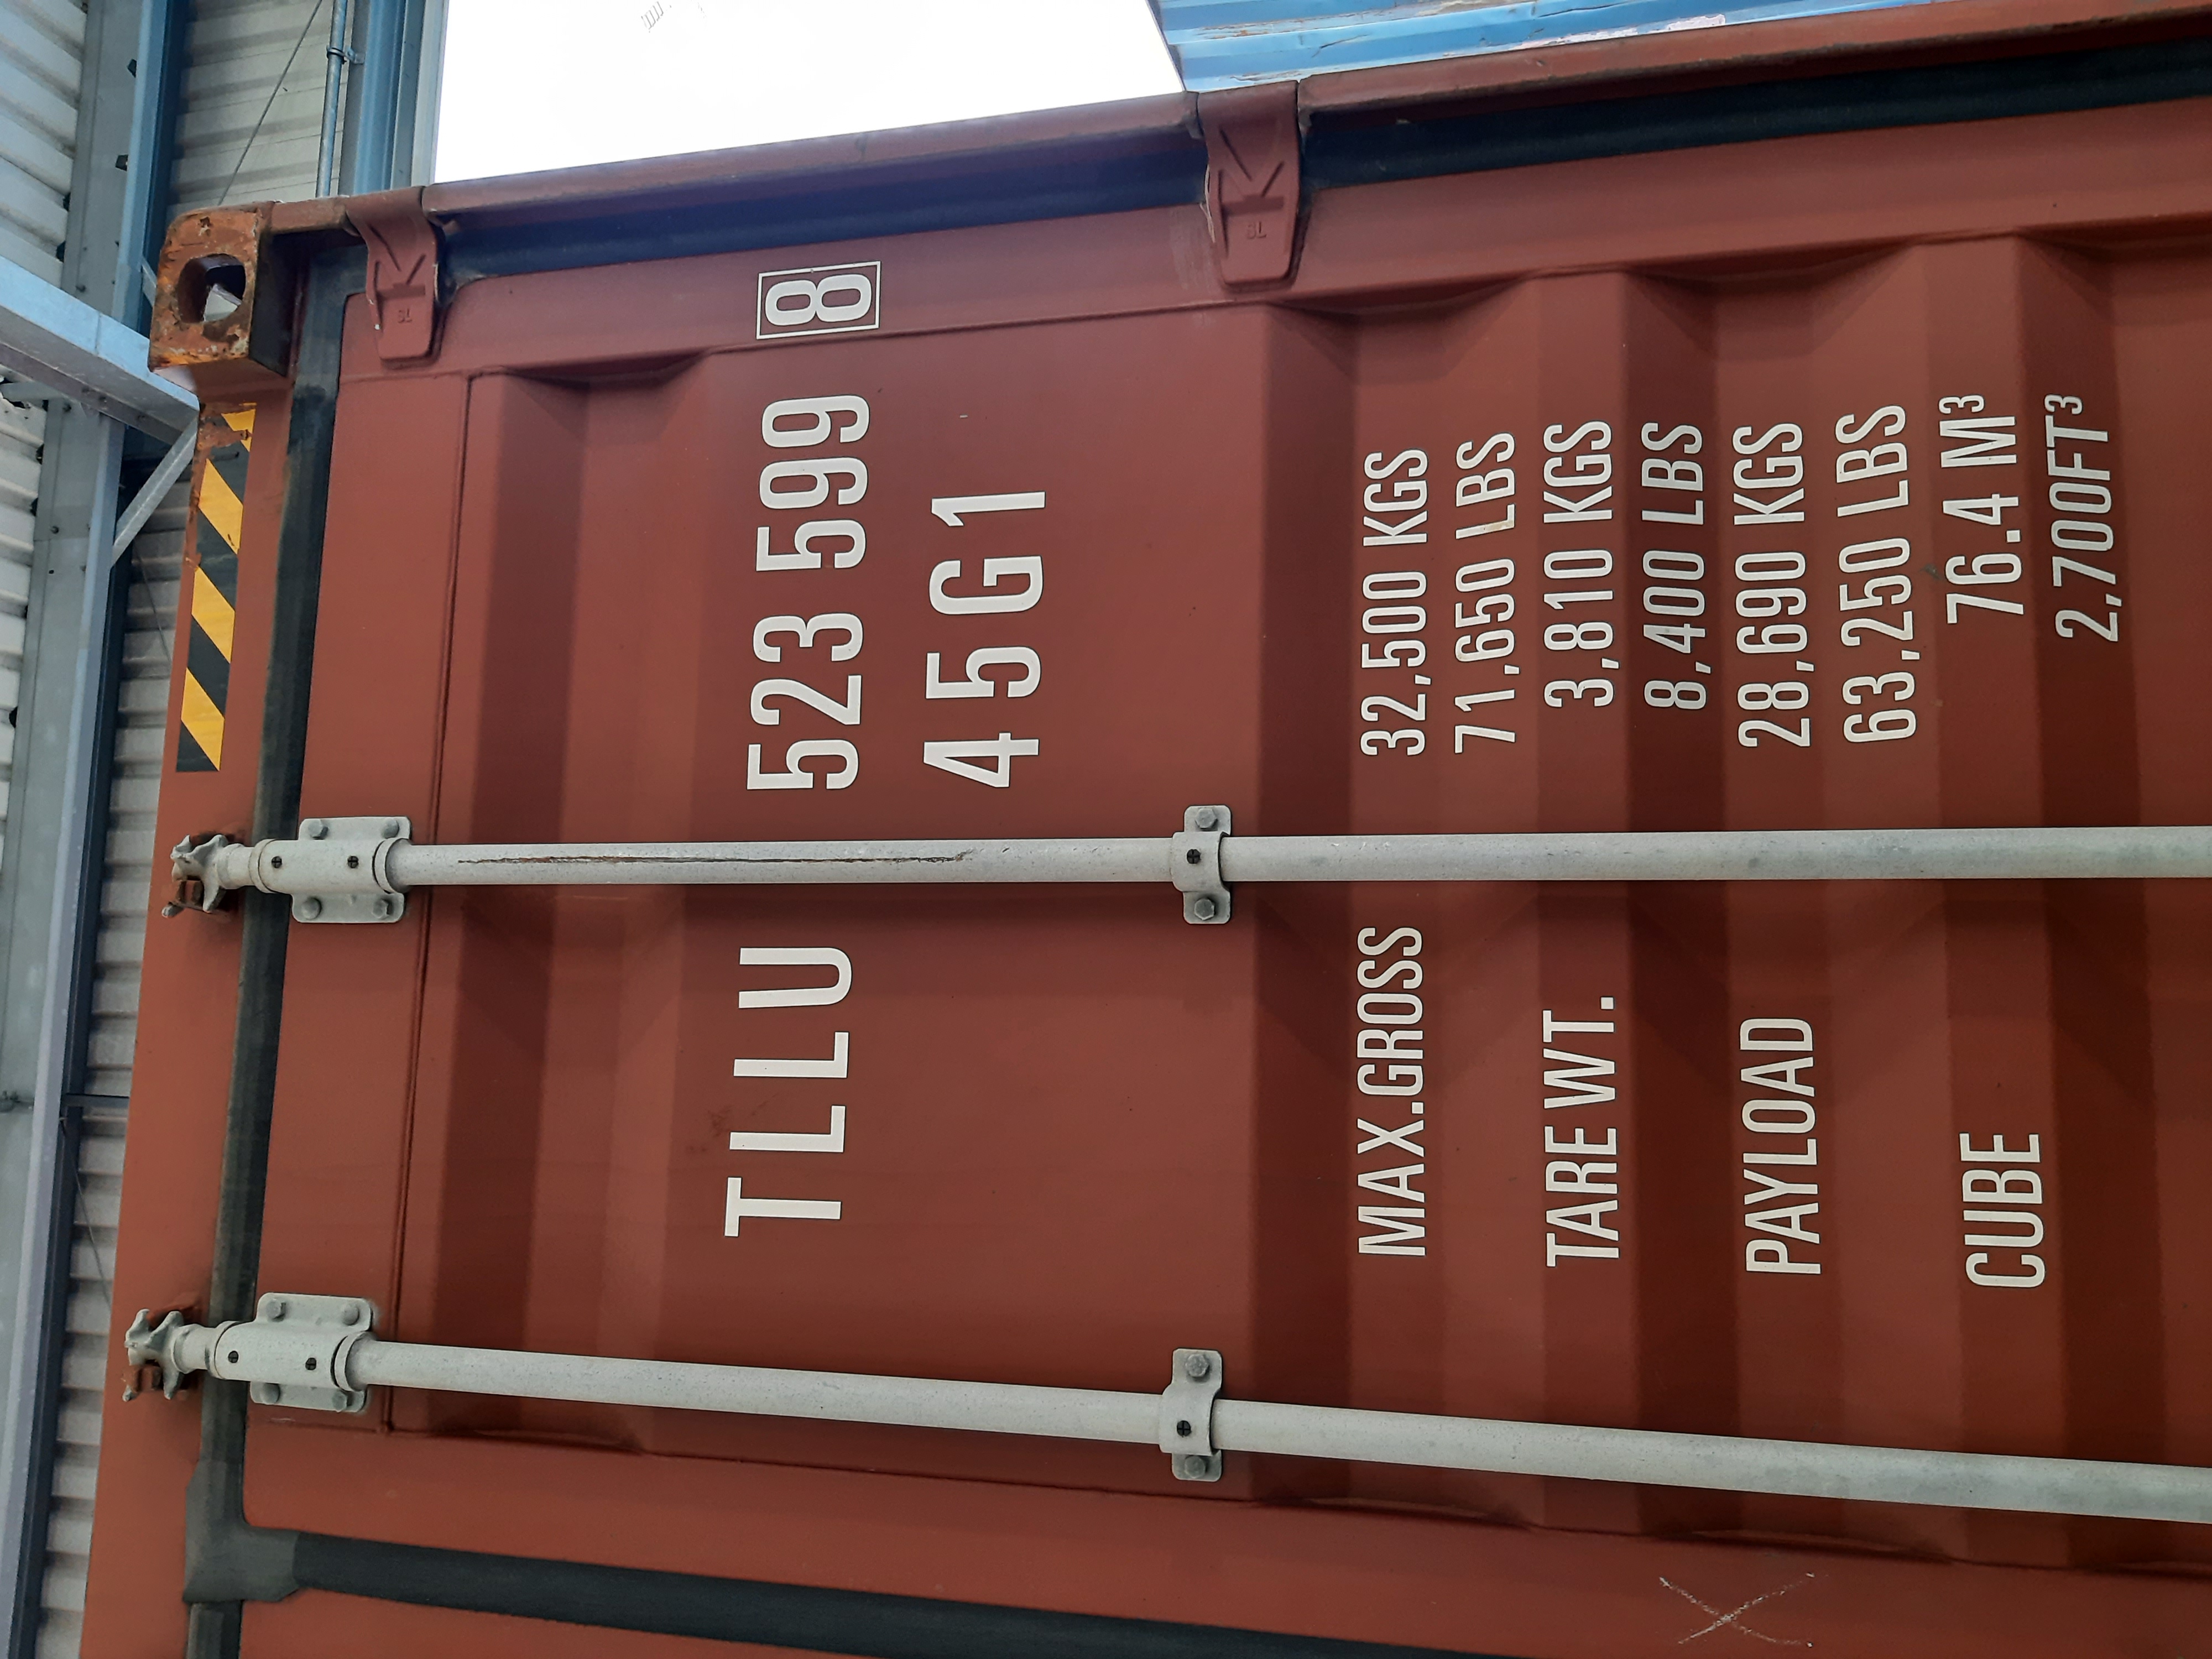 TLLU 523 599 8
45G1
MAX.GROSS 32,500 KGS
71,650 LBS
TARE WT. 3,810 KGS
8,400 LBS
PAYLOAD 28,690 KGS
63,250 LBS
CUBE 76.4 M³
2,700FT³